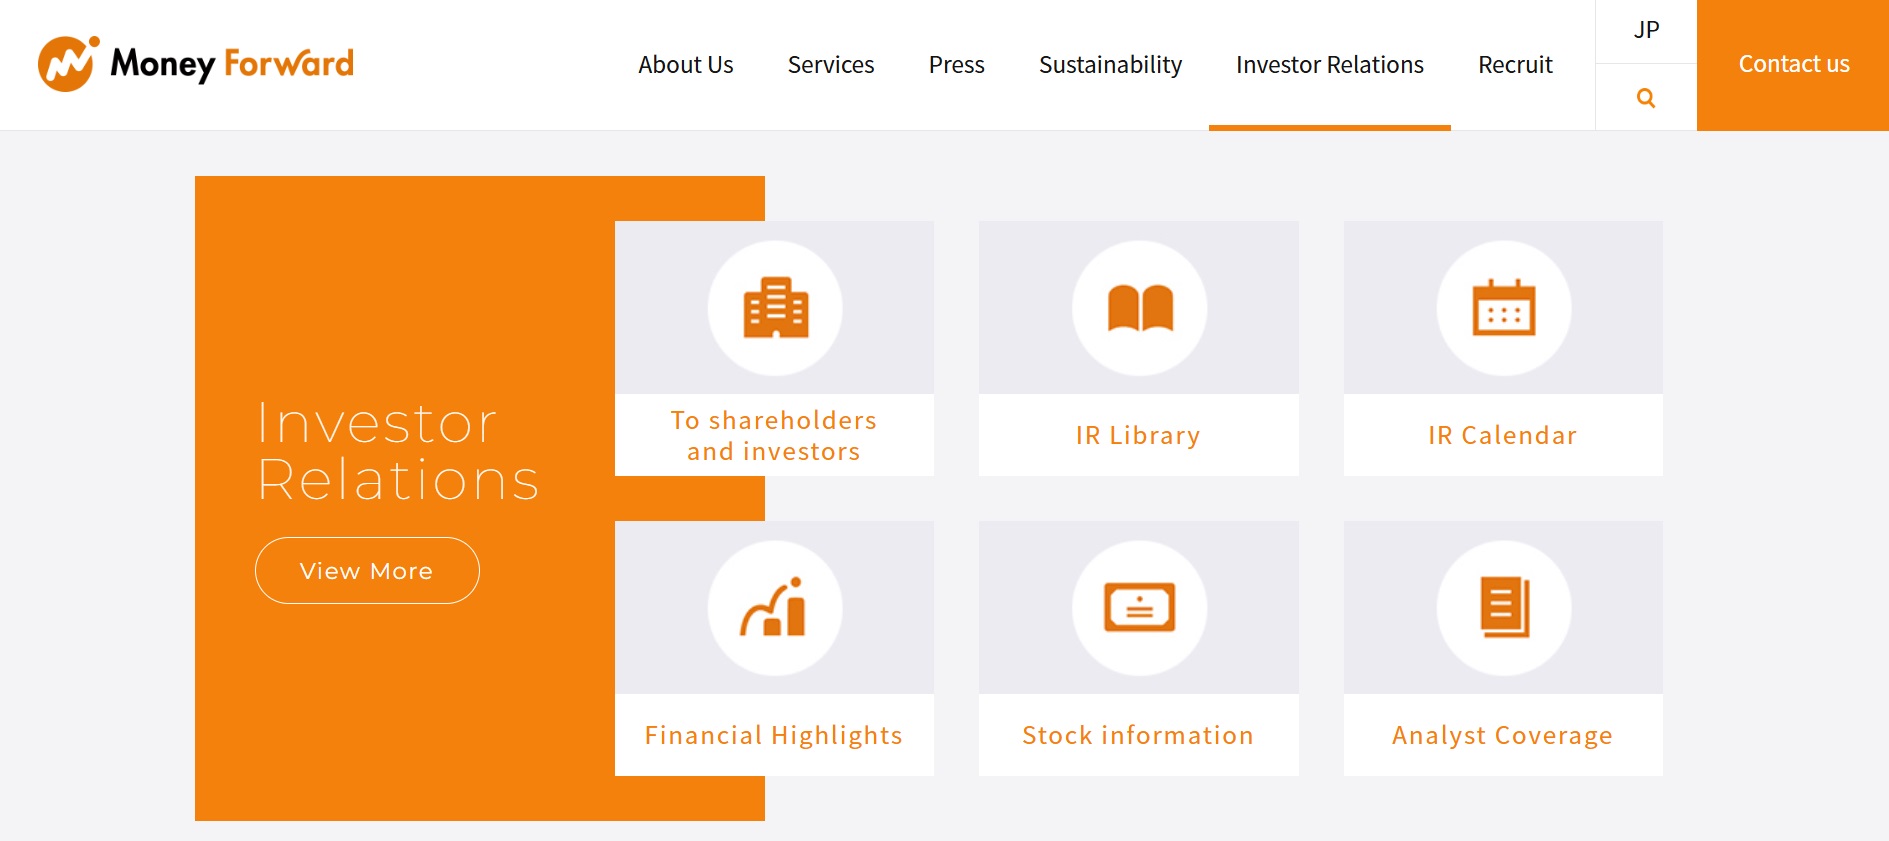 Money Forward
About Us
Services
Press
Sustainability
Investor Relations
Recruit
JP
Contact us
Investor
Relations
View More
To shareholders
and investors
IR Library
IR Calendar
Financial Highlights
Stock information
Analyst Coverage